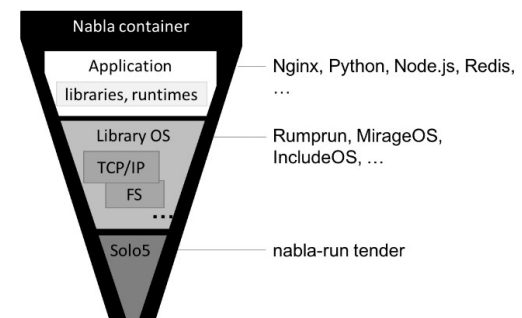 Nabla container
Application
Nginx, Python, Node.js, Redis,
...
libraries, runtimes
Library OS
Rumprun, MirageOS,
IncludeOS, ...
TCP/IP
FS
...
Solo5
nabla-run tender